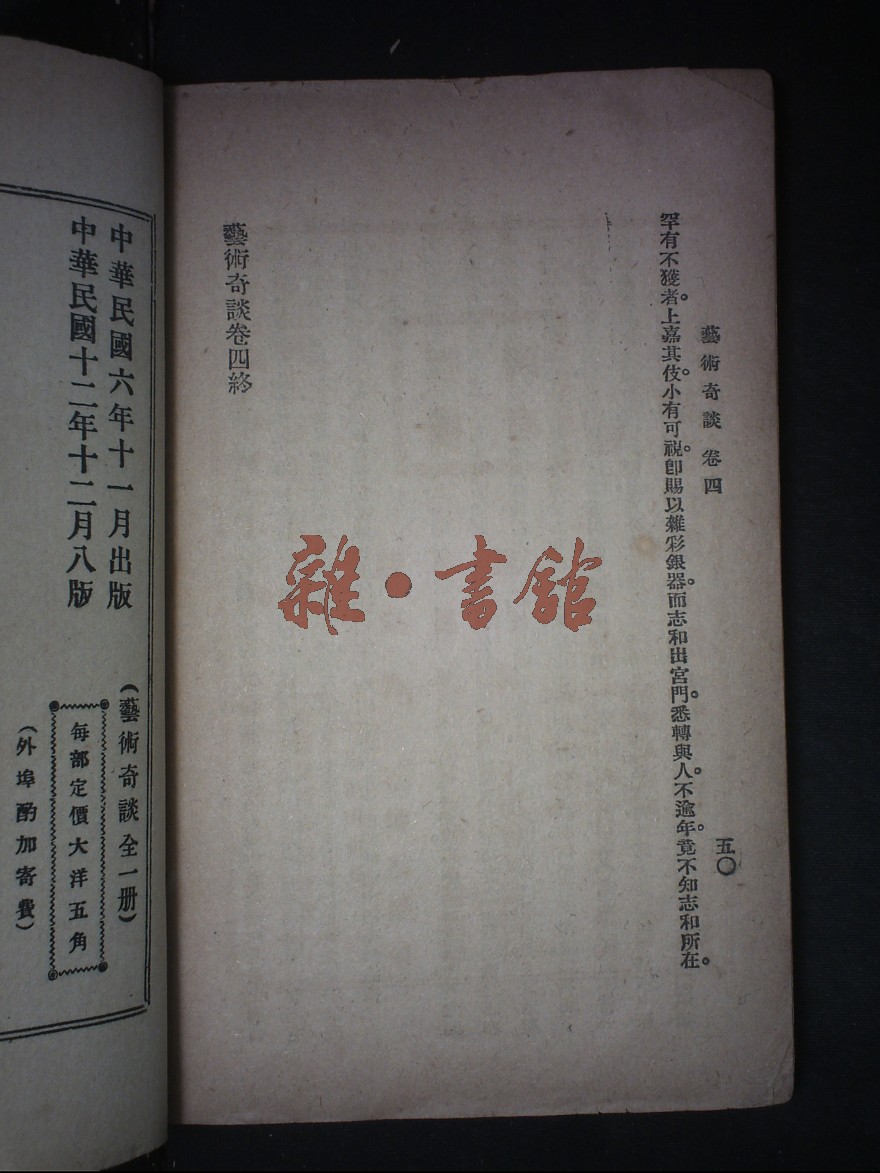 藝術奇談 卷四
五〇
罕有不獲者。上嘉其伎小有可視。卽賜以雜彩銀器。而志和出宮門。悉轉與人。不逾年。竟不知志和所在。
藝術奇談卷四終
雜·書館
中華民國六年十一月出版
中華民國十二年十二月八版
(藝術奇談全一册)
每部定價大洋五角
(外埠酌加寄費)